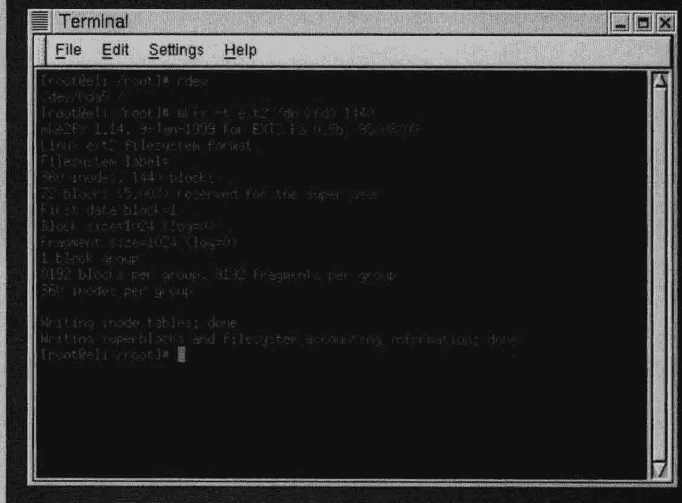 Terminal
File Edit Settings Help
[root@eli /root]# rdev
/dev/hda5 /
[root@eli /root]# mkfs -t ext2 /dev/fd0 1440
mke2fs 1.14, 9-Jan-1999 for EXT2 FS 0.5b, 95/08/09
Linux ext2 filesystem format
Filesystem label=
360 inodes, 1440 blocks
72 blocks (5.00%) reserved for the super user
First data block=1
Block size=1024 (log=0)
Fragment size=1024 (log=0)
1 block group
8192 blocks per group, 8192 fragments per group
360 inodes per group
Writing inode tables: done
Writing superblocks and filesystem accounting information: done
[root@eli /root]#